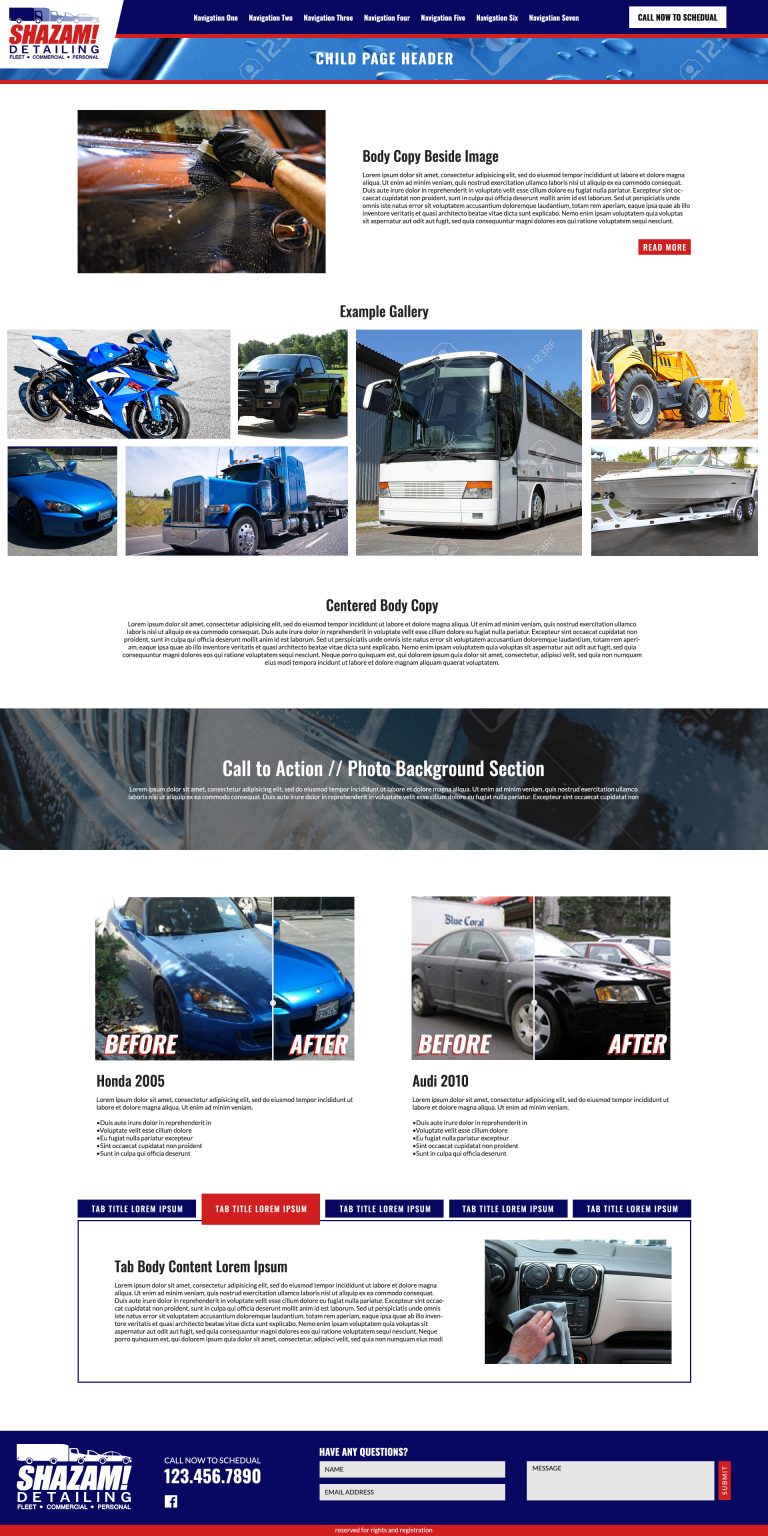 SHAZAM!
DETAILING
FLEET • COMMERCIAL • PERSONAL
Navigation One
Navigation Two
Navigation Three
Navigation Four
Navigation Five
Navigation Six
Navigation Seven
CALL NOW TO SCHEDUAL
CHILD PAGE HEADER
Body Copy Beside Image
Lorem ipsum dolor sit amet, consectetur adipisicing elit, sed do eiusmod tempor incididunt ut labore et dolore magna
aliqua. Ut enim ad minim veniam, quis nostrud exercitation ullamco laboris nisi ut aliquip ex ea commodo consequat.
Duis aute irure dolor in reprehenderit in voluptate velit esse cillum dolore eu fugiat nulla pariatur. Excepteur sint oc-
caecat cupidatat non proident, sunt in culpa qui officia deserunt mollit anim id est laborum. Sed ut perspiciatis unde
omnis iste natus error sit voluptatem accusantium doloremque laudantium, totam rem aperiam, eaque ipsa quae ab illo
inventore veritatis et quasi architecto beatae vitae dicta sunt explicabo. Nemo enim ipsam voluptatem quia voluptas
sit aspernatur aut odit aut fugit, sed quia consequuntur magni dolores eos qui ratione voluptatem sequi nesciunt.
READ MORE
Example Gallery
Centered Body Copy
Lorem ipsum dolor sit amet, consectetur adipisicing elit, sed do eiusmod tempor incididunt ut labore et dolore magna aliqua. Ut enim ad minim veniam, quis nostrud exercitation ullamco
laboris nisi ut aliquip ex ea commodo consequat. Duis aute irure dolor in reprehenderit in voluptate velit esse cillum dolore eu fugiat nulla pariatur. Excepteur sint occaecat cupidatat non
proident, sunt in culpa qui officia deserunt mollit anim id est laborum. Sed ut perspiciatis unde omnis iste natus error sit voluptatem accusantium doloremque laudantium, totam rem aperi-
am, eaque ipsa quae ab illo inventore veritatis et quasi architecto beatae vitae dicta sunt explicabo. Nemo enim ipsam voluptatem quia voluptas sit aspernatur aut odit aut fugit, sed quia
consequuntur magni dolores eos qui ratione voluptatem sequi nesciunt. Neque porro quisquam est, qui dolorem ipsum quia dolor sit amet, consectetur, adipisci velit, sed quia non numquam
eius modi tempora incidunt ut labore et dolore magnam aliquam quaerat voluptatem.
Call to Action // Photo Background Section
Lorem ipsum dolor sit amet, consectetur adipisicing elit, sed do eiusmod tempor incididunt ut labore et dolore magna aliqua. Ut enim ad minim veniam, quis nostrud exercitation ullamco
laboris nisi ut aliquip ex ea commodo consequat. Duis aute irure dolor in reprehenderit in voluptate velit esse cillum dolore eu fugiat nulla pariatur. Excepteur sint occaecat cupidatat non
Blue Coral
BEFORE
AFTER
BEFORE
AFTER
Honda 2005
Lorem ipsum dolor sit amet, consectetur adipisicing elit, sed do eiusmod tempor incididunt ut
labore et dolore magna aliqua. Ut enim ad minim veniam.
•Duis aute irure dolor in reprehenderit in
•Voluptate velit esse cillum dolore
•Eu fugiat nulla pariatur excepteur
•Sint occaecat cupidatat non proident
•Sunt in culpa qui officia deserunt
Audi 2010
Lorem ipsum dolor sit amet, consectetur adipisicing elit, sed do eiusmod tempor incididunt ut
labore et dolore magna aliqua. Ut enim ad minim veniam.
•Duis aute irure dolor in reprehenderit in
•Voluptate velit esse cillum dolore
•Eu fugiat nulla pariatur excepteur
•Sint occaecat cupidatat non proident
•Sunt in culpa qui officia deserunt
TAB TITLE LOREM IPSUM
TAB TITLE LOREM IPSUM
TAB TITLE LOREM IPSUM
TAB TITLE LOREM IPSUM
TAB TITLE LOREM IPSUM
Tab Body Content Lorem Ipsum
Lorem ipsum dolor sit amet, consectetur adipisicing elit, sed do eiusmod tempor incididunt ut labore et dolore magna
aliqua. Ut enim ad minim veniam, quis nostrud exercitation ullamco laboris nisi ut aliquip ex ea commodo consequat.
Duis aute irure dolor in reprehenderit in voluptate velit esse cillum dolore eu fugiat nulla pariatur. Excepteur sint occae-
cat cupidatat non proident, sunt in culpa qui officia deserunt mollit anim id est laborum. Sed ut perspiciatis unde omnis
iste natus error sit voluptatem accusantium doloremque laudantium, totam rem aperiam, eaque ipsa quae ab illo inven-
tore veritatis et quasi architecto beatae vitae dicta sunt explicabo. Nemo enim ipsam voluptatem quia voluptas sit
aspernatur aut odit aut fugit, sed quia consequuntur magni dolores eos qui ratione voluptatem sequi nesciunt. Neque
porro quisquam est, qui dolorem ipsum quia dolor sit amet, consectetur, adipisci velit, sed quia non numquam eius modi
SHAZAM!
DETAILING
FLEET • COMMERCIAL • PERSONAL
CALL NOW TO SCHEDUAL
123.456.7890
HAVE ANY QUESTIONS?
NAME
EMAIL ADDRESS
MESSAGE
SUBMIT
reserved for rights and registration